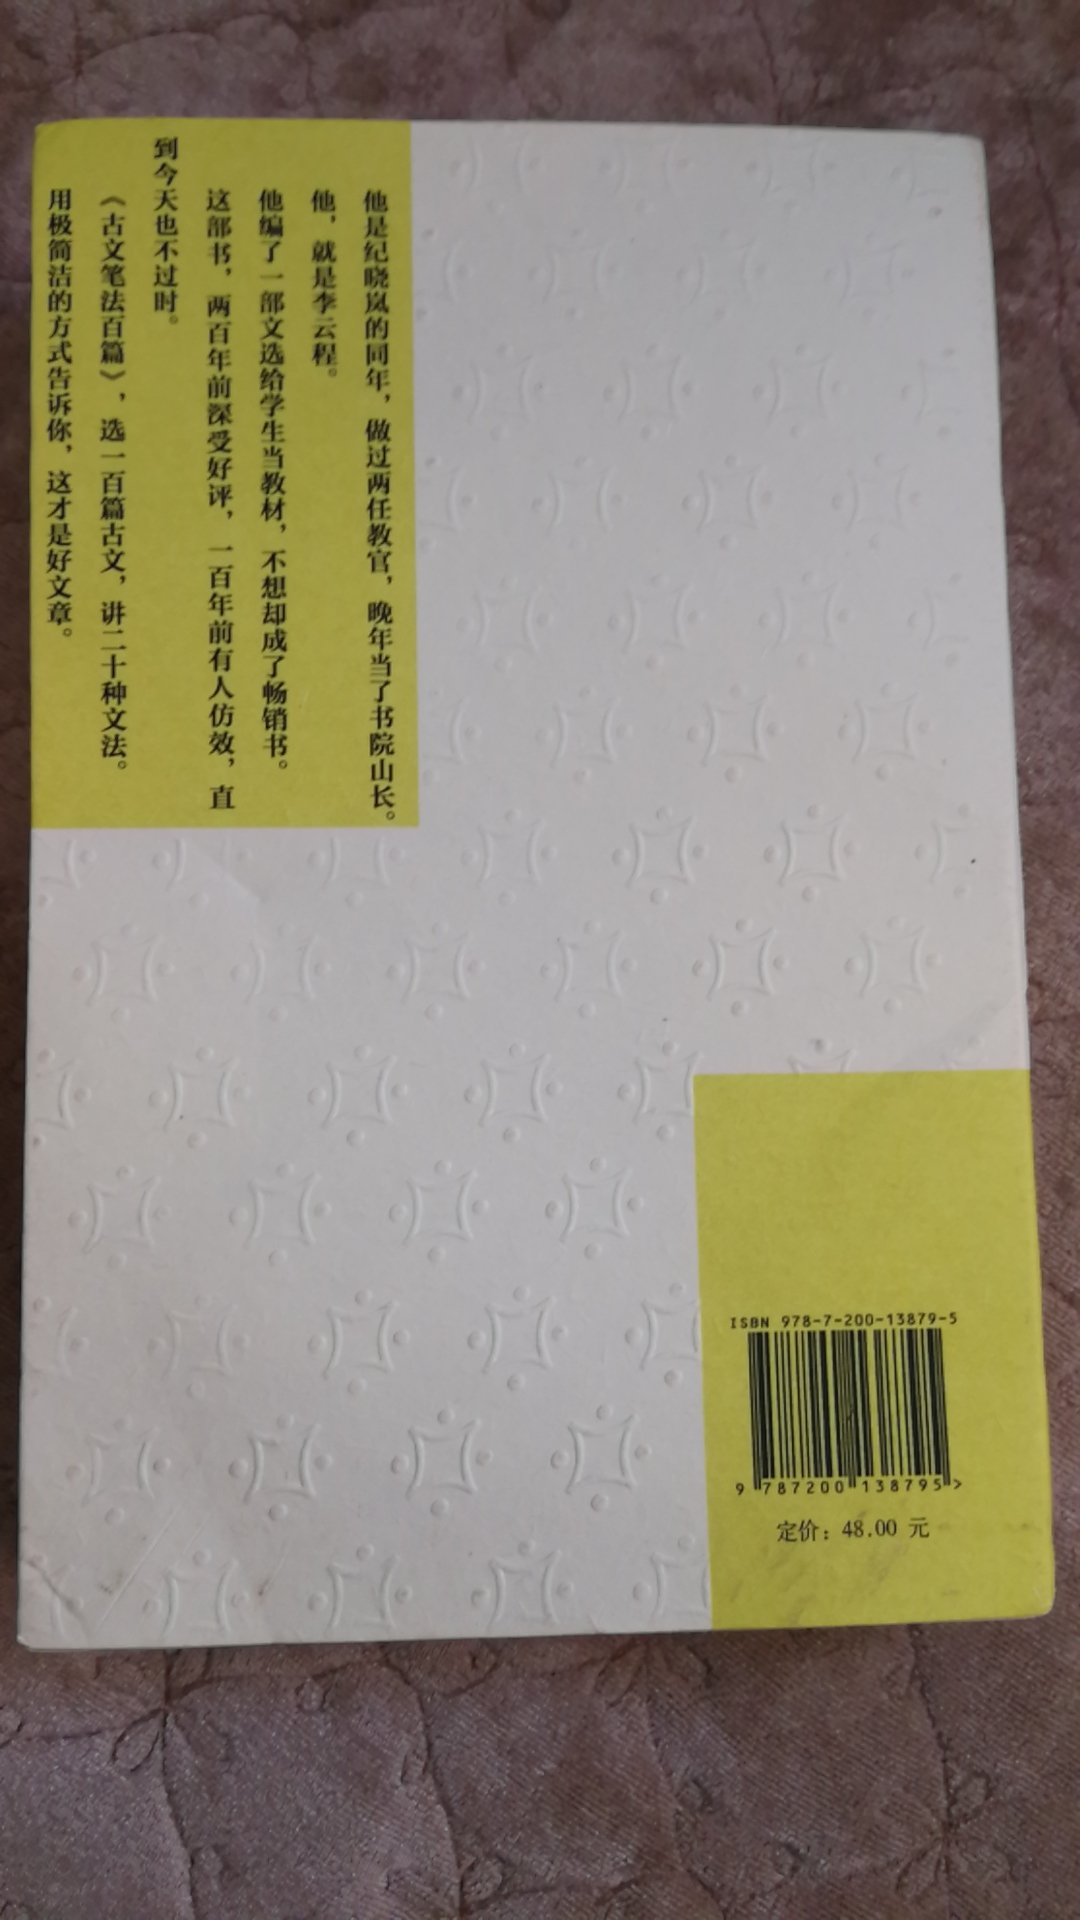 他是纪晓岚的同年，做过两任教官，晚年当了书院山长。
他，就是李云程。
他编了一部文选给学生当教材，不想却成了畅销书。
这部书，两百年前深受好评，一百年前有人仿效，直
到今天也不过时。
《古文笔法百篇》，选一百篇古文，讲二十种文法。
用极简洁的方式告诉你，这才是好文章。
ISBN 978-7-200-13879-5
9 787200 138795>
定价：48.00 元